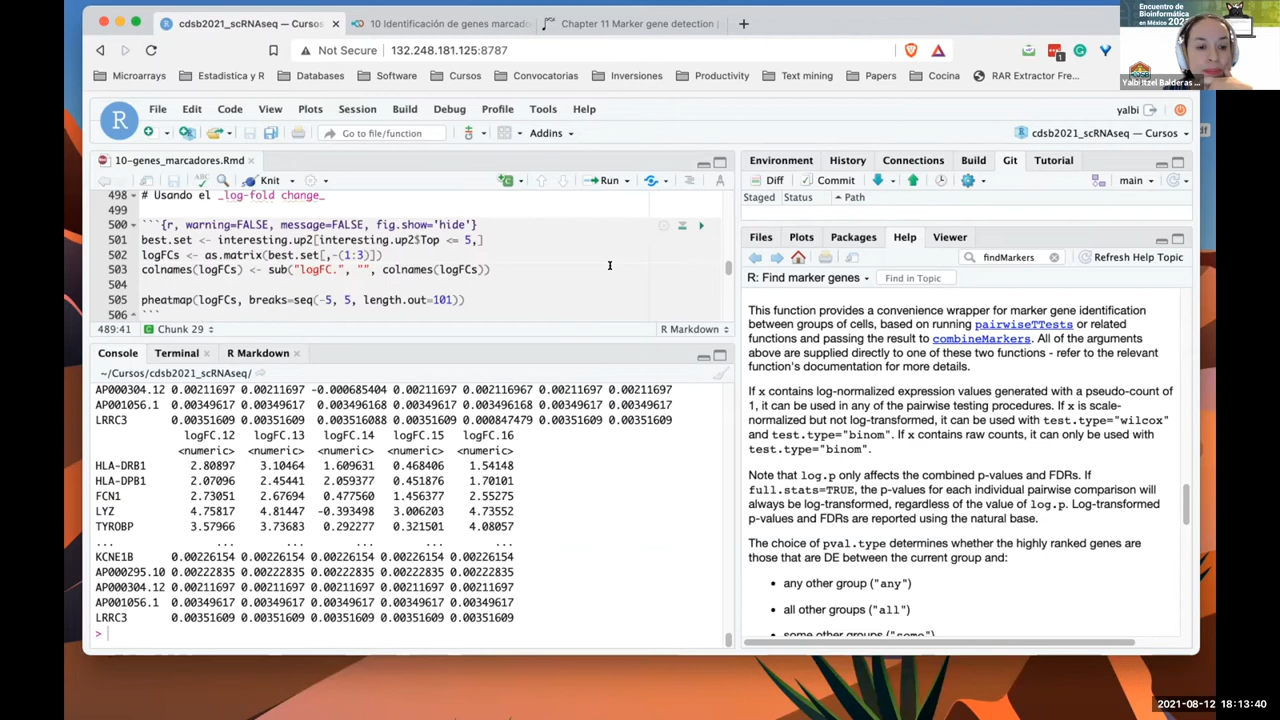 cdsb2021_scRNAseq — Cursos
10 Identificación de genes marcado
Chapter 11 Marker gene detection
Encuentro de
Bioinformática
en México 202
Not Secure | 132.248.181.125:8787
Yalbi Itzel Balderas ...
Microarrays
Estadistica y R
Databases
Software
Cursos
Convocatorias
Inversiones
Productivity
Text mining
Papers
Cocina
RAR Extractor Fre...
R
File Edit Code View Plots Session Build Debug Profile Tools Help
yalbi
Go to file/function
Addins
cdsb2021_scRNAseq — Cursos
10-genes_marcadores.Rmd
Knit
Run
498 # Usando el _log-fold change_
499
500 ```{r, warning=FALSE, message=FALSE, fig.show='hide'}
501 best.set <- interesting.up2[interesting.up2$Top <= 5,]
502 logFCs <- as.matrix(best.set[,-(1:3)])
503 colnames(logFCs) <- sub("logFC.", "", colnames(logFCs))
504
505 pheatmap(logFCs, breaks=seq(-5, 5, length.out=101))
506 ```
489:41 Chunk 29
R Markdown
Console Terminal R Markdown
~/Cursos/cdsb2021_scRNAseq/
AP000304.12 0.00211697 -0.000685404 0.00211697 0.002116967 0.00211697 0.00211697
AP001056.1 0.00349617 0.003496168 0.00349617 0.003496168 0.00349617 0.00349617
LRRC3 0.00351609 0.003516088 0.00351609 0.000847479 0.00351609 0.00351609
logFC.12 logFC.13 logFC.14 logFC.15 logFC.16
<numeric> <numeric> <numeric> <numeric> <numeric>
HLA-DRB1 2.80897 3.10464 1.609631 0.468406 1.54148
HLA-DPB1 2.07096 2.45441 2.059377 0.451876 1.70101
FCN1 2.73051 2.67694 0.477560 1.456377 2.55275
LYZ 4.75817 4.81447 -0.393498 3.006203 4.73552
TYROBP 3.57966 3.73683 0.292277 0.321501 4.08057
... ... ... ... ... ...
KCNE1B 0.00226154 0.00226154 0.00226154 0.00226154 0.00226154
AP000295.10 0.00222835 0.00222835 0.00222835 0.00222835 0.00222835
AP000304.12 0.00211697 0.00211697 0.00211697 0.00211697 0.00211697
AP001056.1 0.00349617 0.00349617 0.00349617 0.00349617 0.00349617
LRRC3 0.00351609 0.00351609 0.00351609 0.00351609 0.00351609
>
Environment History Connections Build Git Tutorial
Diff Commit
main
Staged Status Path
Files Plots Packages Help Viewer
findMarkers
Refresh Help Topic
R: Find marker genes
Find in Topic
This function provides a convenience wrapper for marker gene identification
between groups of cells, based on running pairwiseTTests or related
functions and passing the result to combineMarkers. All of the arguments
above are supplied directly to one of these two functions - refer to the relevant
function's documentation for more details.
If x contains log-normalized expression values generated with a pseudo-count of
1, it can be used in any of the pairwise testing procedures. If x is scale-
normalized but not log-transformed, it can be used with test.type="wilcox"
and test.type="binom". If x contains raw counts, it can only be used with
test.type="binom".
Note that log.p only affects the combined p-values and FDRs. If
full.stats=TRUE, the p-values for each individual pairwise comparison will
always be log-transformed, regardless of the value of log.p. Log-transformed
p-values and FDRs are reported using the natural base.
The choice of pval.type determines whether the highly ranked genes are
those that are DE between the current group and:
• any other group ("any")
• all other groups ("all")
• some other groups ("some")
2021-08-12 18:13:40